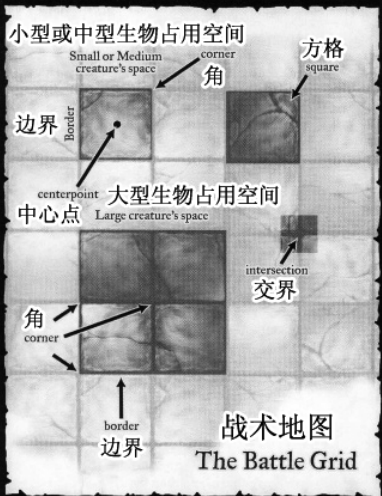 小型或中型生物占用空间
Small or Medium
creature's space
corner
角
方格
square
边界
Border
centerpoint
中心点
大型生物占用空间
Large creature's space
intersection
交界
角
corner
border
边界
战术地图
The Battle Grid